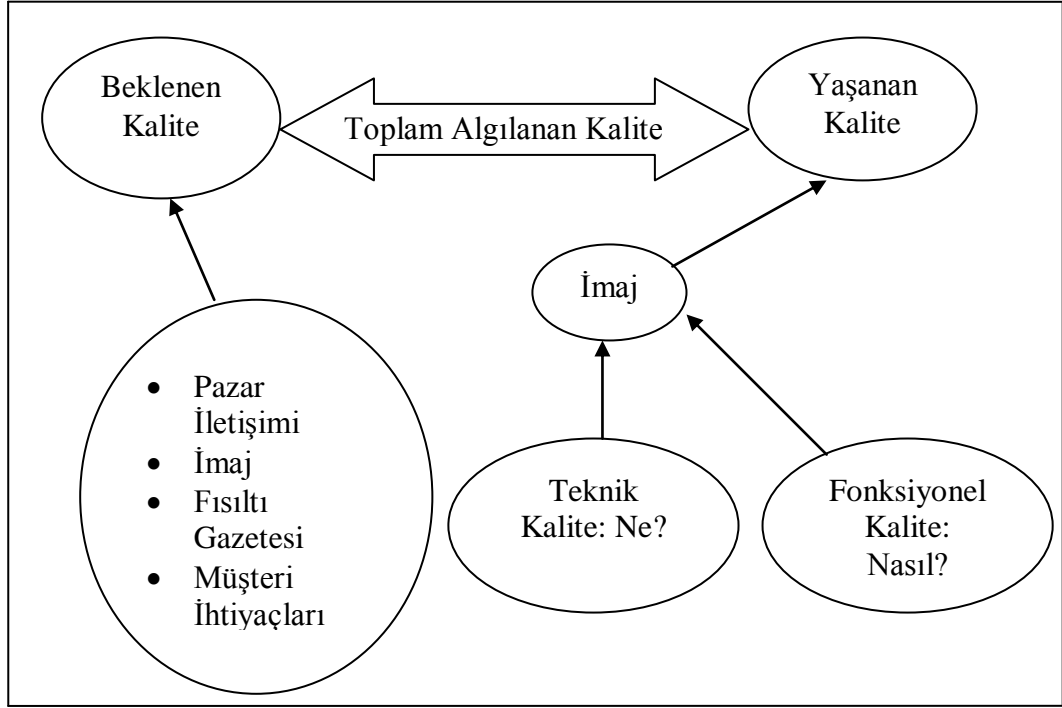 Beklenen
Kalite
Toplam Algılanan Kalite
Yaşanan
Kalite
İmaj
• Pazar
İletişimi
• İmaj
• Fısıltı
Gazetesi
• Müşteri
İhtiyaçları
Teknik
Kalite: Ne?
Fonksiyonel
Kalite:
Nasıl?